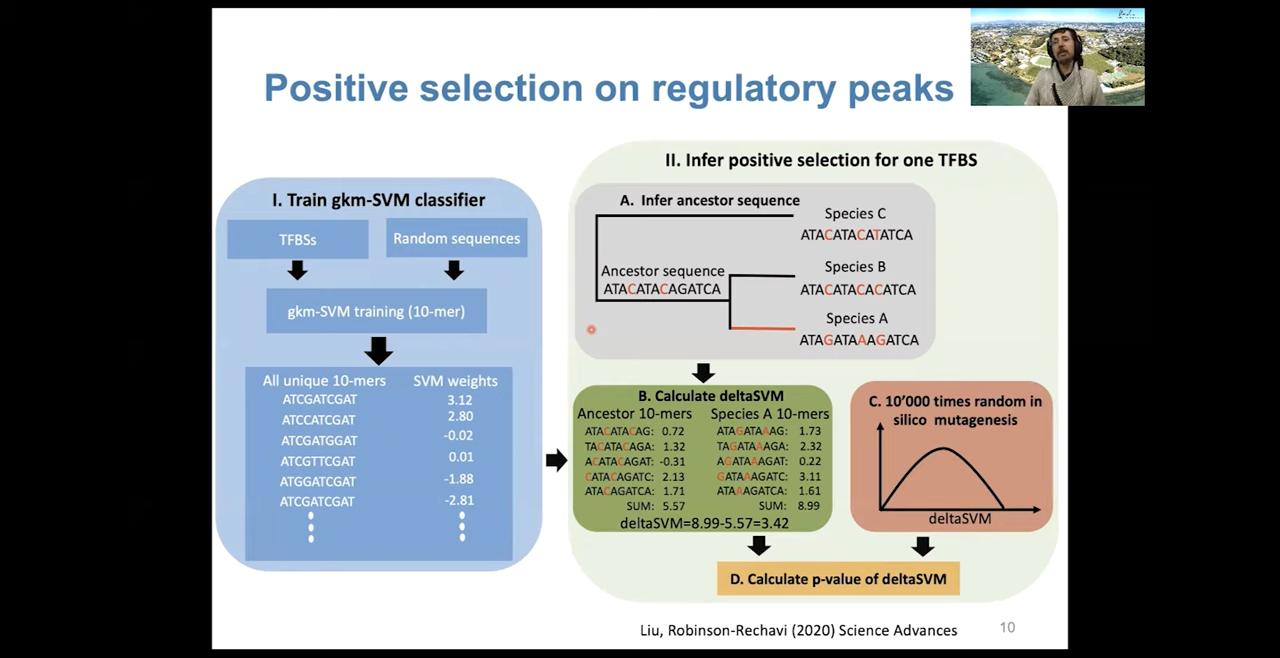 Positive selection on regulatory peaks
I. Train gkm-SVM classifier
TFBSs
Random sequences
gkm-SVM training (10-mer)
All unique 10-mers SVM weights
ATCGATCGAT 3.12
ATCCATCGAT 2.80
ATCGATGGAT -0.02
ATCGTTCGAT 0.01
ATGGATCGAT -1.88
ATCGATCGAT -2.81
II. Infer positive selection for one TFBS
A. Infer ancestor sequence
Species C
ATACATACATATCA
Ancestor sequence
ATACATACAGATCA
Species B
ATACATACACATCA
Species A
ATAGATAAAGATCA
B. Calculate deltaSVM
Ancestor 10-mers Species A 10-mers
ATACATACAG: 0.72 ATAGATAAAG: 1.73
TACATACAGA: 1.32 TAGATAAAGA: 2.32
ACATACAGAT: -0.31 AGATAAAGAT: 0.22
CATACAGATC: 2.13 GATAAAGATC: 3.11
ATACAGATCA: 1.71 ATAAAGATCA: 1.61
SUM: 5.57 SUM: 8.99
deltaSVM=8.99-5.57=3.42
C. 10'000 times random in
silico mutagenesis
deltaSVM
D. Calculate p-value of deltaSVM
Liu, Robinson-Rechavi (2020) Science Advances
10